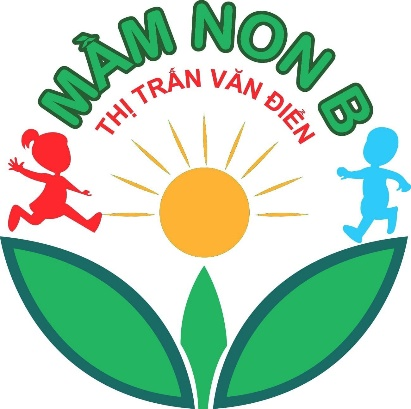 MẦM NON B
THỊ TRẤN VĂN ĐIỂN